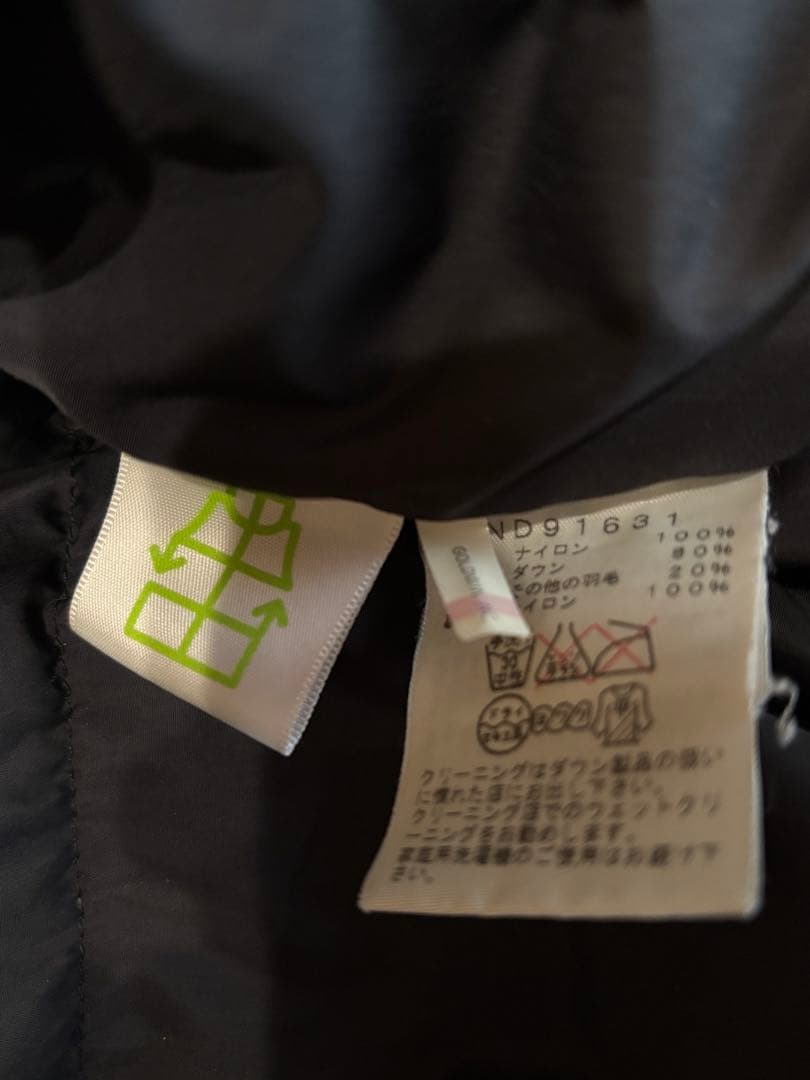 ND91631
ナイロン 100%
ダウン 80%
その他の羽毛 20%
イロン 100%
クリーニングはダウン製品の扱い
に慣れた店にお出し下さい。
クリーニング店でのウェットクリ
ーニングをお勧めします。
家庭用洗濯機のご使用はお避け下
さい。